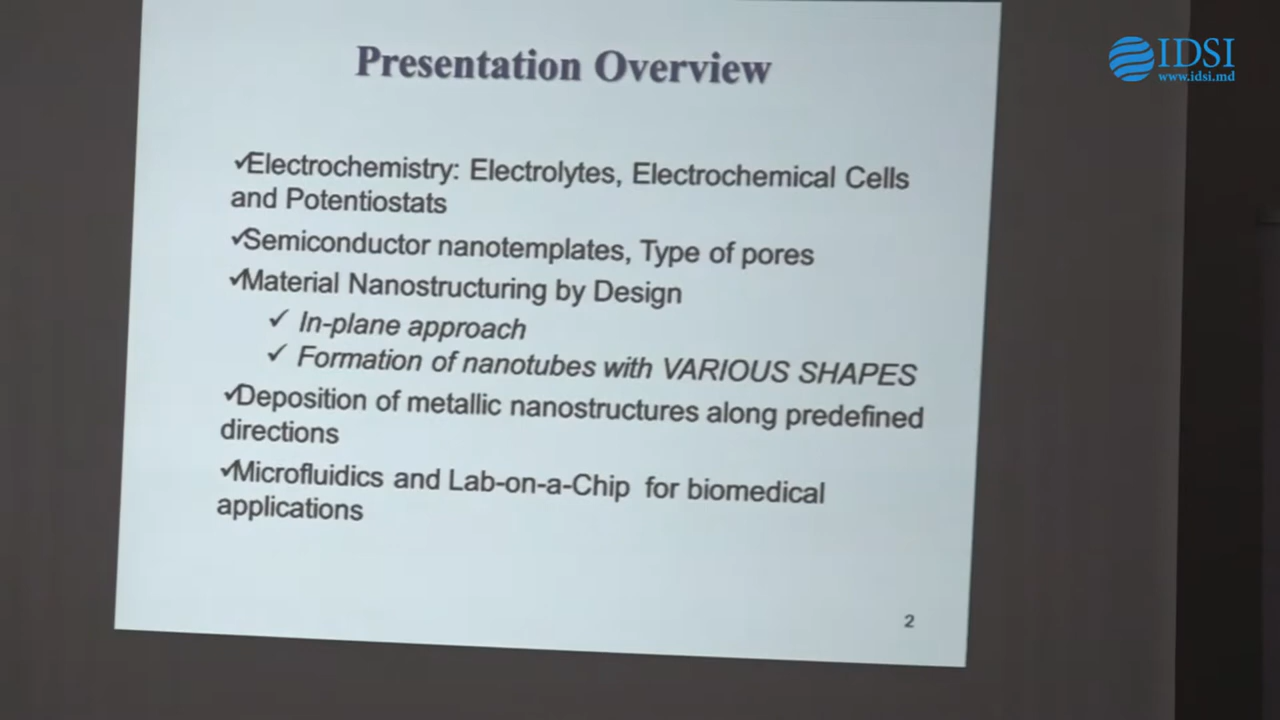 Presentation Overview
IDSI
www.idsi.md
✓Electrochemistry: Electrolytes, Electrochemical Cells
and Potentiostats
✓Semiconductor nanotemplates, Type of pores
✓Material Nanostructuring by Design
✓ In-plane approach
✓ Formation of nanotubes with VARIOUS SHAPES
✓Deposition of metallic nanostructures along predefined
directions
✓Microfluidics and Lab-on-a-Chip for biomedical
applications
2